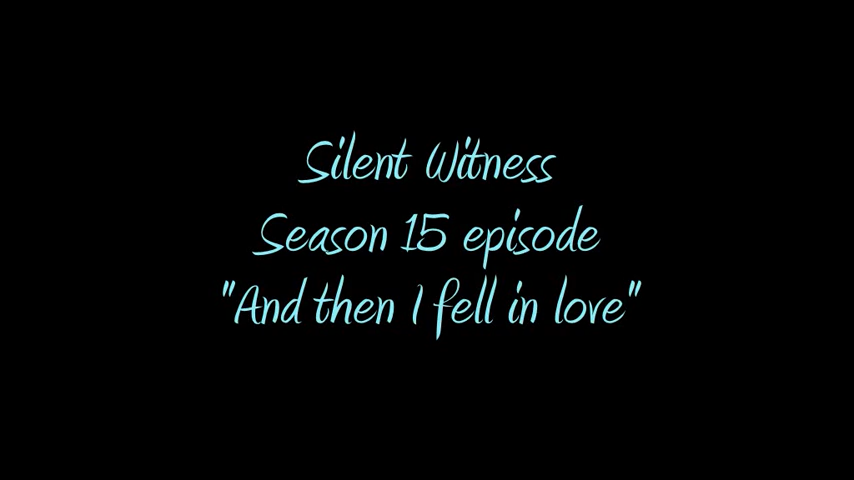 Silent Witness
Season 15 episode
"And then I fell in love"